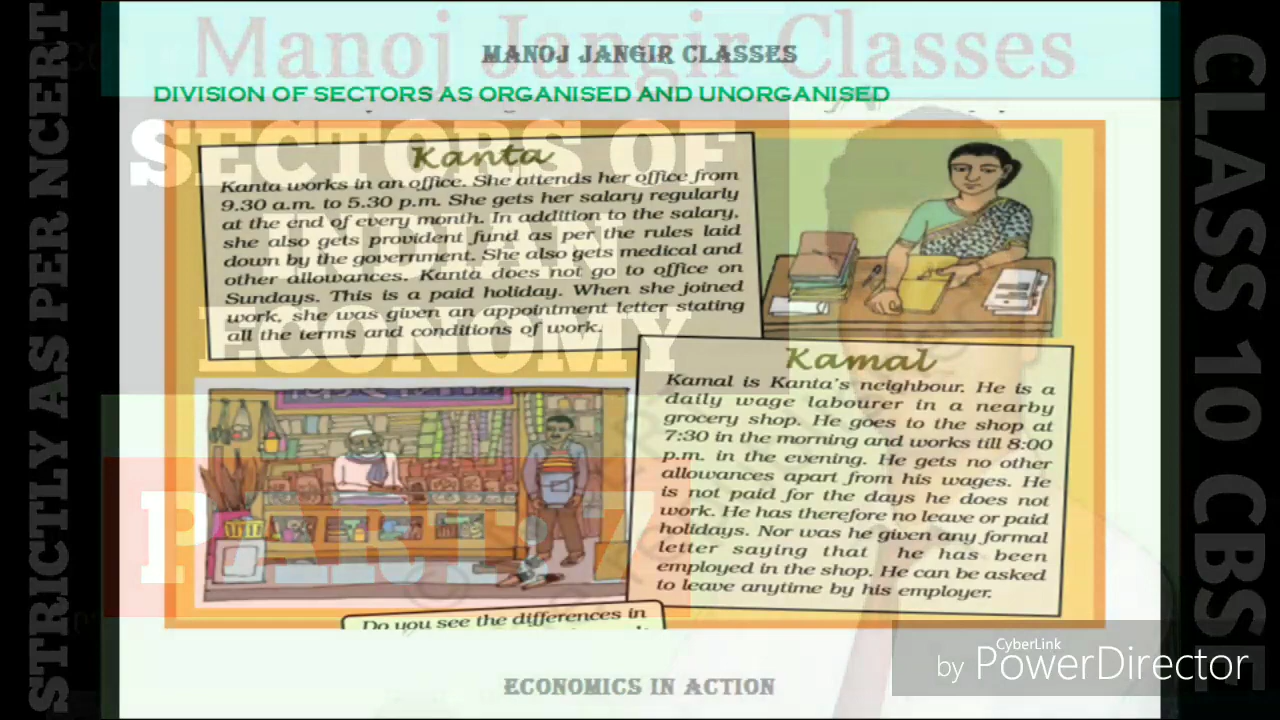 Manoj Jangir Classes
MANOJ JANGIR CLASSES
DIVISION OF SECTORS AS ORGANISED AND UNORGANISED
SECTORS OF
INDIAN
ECONOMY
PART: 7
Kanta
Kanta works in an office. She attends her office from
9.30 a.m. to 5.30 p.m. She gets her salary regularly
at the end of every month. In addition to the salary,
she also gets provident fund as per the rules laid
down by the government. She also gets medical and
other allowances. Kanta does not go to office on
Sundays. This is a paid holiday. When she joined
work, she was given an appointment letter stating
all the terms and conditions of work.
Kamal
Kamal is Kanta's neighbour. He is a
daily wage labourer in a nearby
grocery shop. He goes to the shop at
7:30 in the morning and works till 8:00
p.m. in the evening. He gets no other
allowances apart from his wages. He
is not paid for the days he does not
work. He has therefore no leave or paid
holidays. Nor was he given any formal
letter saying that he has been
employed in the shop. He can be asked
to leave anytime by his employer.
Do you see the differences in
ECONOMICS IN ACTION
STRICTLY AS PER NCERT
CLASS 10 CBSE
CyberLink
by PowerDirector